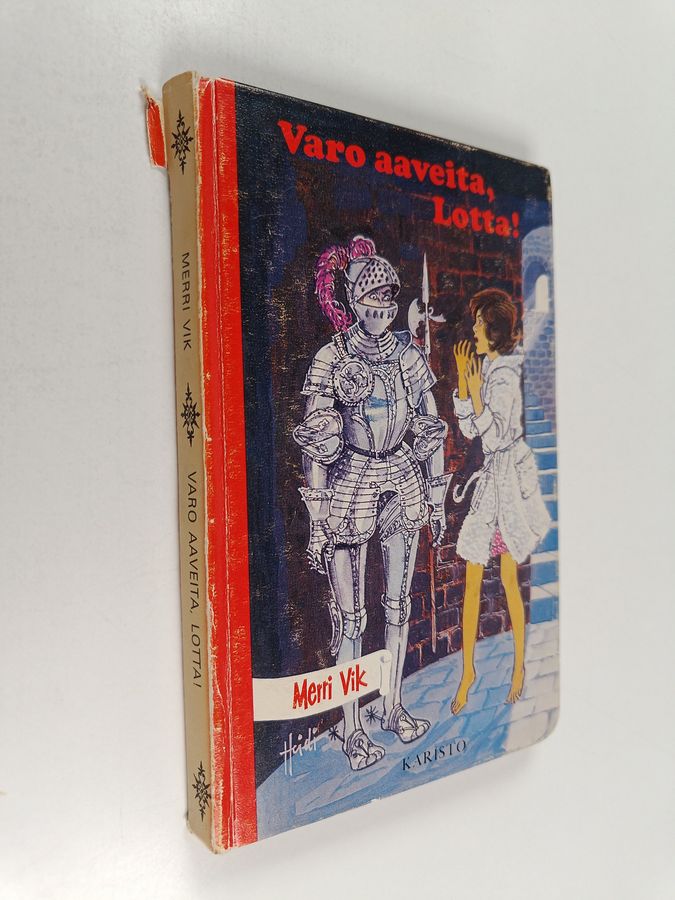 Varo aaveita,
Lotta!
Merri Vik
Heidi
KARISTO
MERRI VIK
VARO AAVEITA, LOTTA!